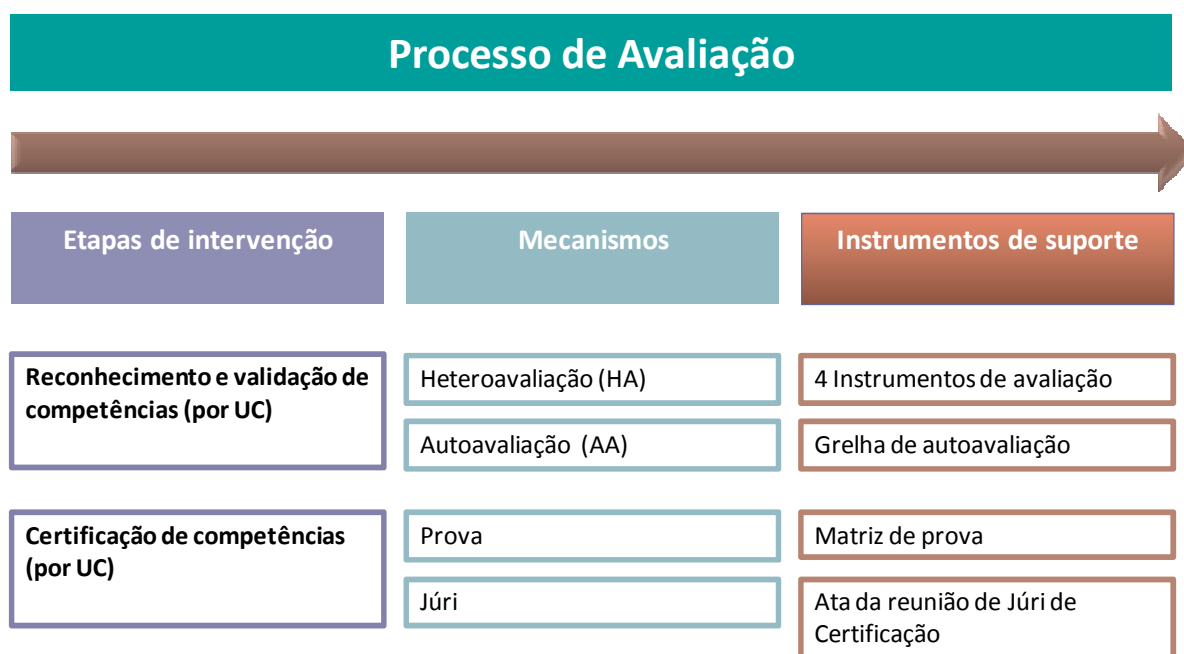 Processo de Avaliação
Etapas de intervenção
Mecanismos
Instrumentos de suporte
Reconhecimento e validação de
competências (por UC)
Heteroavaliação (HA)
4 Instrumentos de avaliação
Autoavaliação (AA)
Grelha de autoavaliação
Certificação de competências
(por UC)
Prova
Matriz de prova
Júri
Ata da reunião de Júri de
Certificação